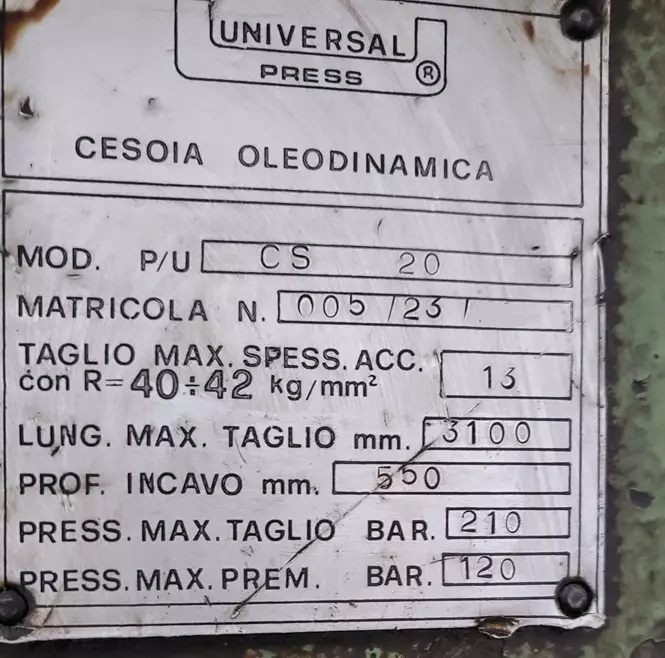 UNIVERSAL
PRESS ®
CESOIA OLEODINAMICA
MOD. P/U CS 20
MATRICOLA N. 005/23/
TAGLIO MAX. SPESS. ACC.
con R=40÷42 kg/mm² 13
LUNG. MAX. TAGLIO mm. 3100
PROF. INCAVO mm. 550
PRESS. MAX. TAGLIO BAR. 210
PRESS. MAX. PREM. BAR. 120